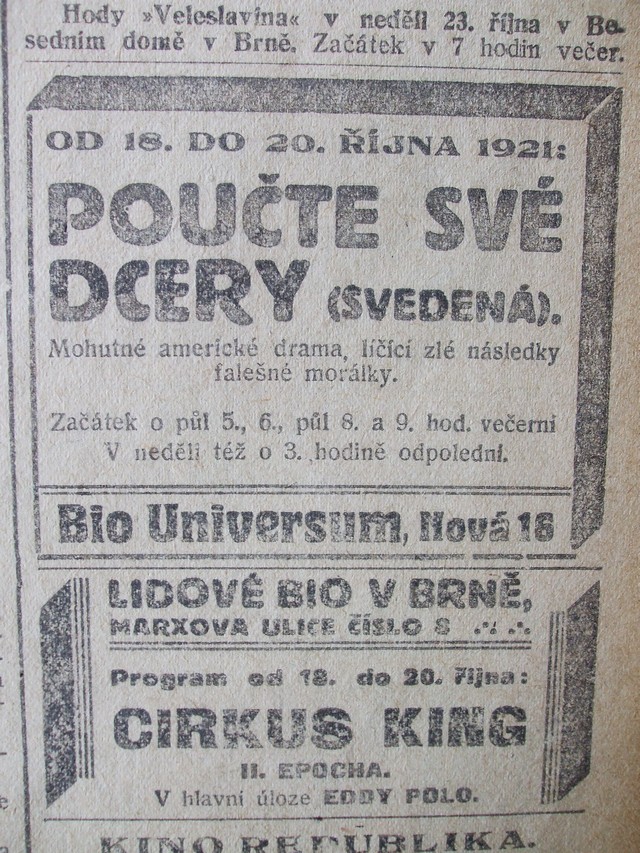 Hody »Veleslavína« v neděli 23. října v Be-
sedním domě v Brně. Začátek v 7 hodin večer.
OD 18. DO 20. ŘÍJNA 1921:
POUČTE SVÉ
DCERY (SVEDENÁ).
Mohutné americké drama, líčící zlé následky
falešné morálky.
Začátek o půl 5., 6., půl 8. a 9. hod. večerní
V neděli též o 3. hodině odpolední.
Bio Universum, Nová 16
LIDOVÉ BIO V BRNĚ,
MARXOVA ULICE ČÍSLO 8
Program od 18. do 20. října:
CIRKUS KING
II. EPOCHA.
V hlavní úloze EDDY POLO.
KINO REPUBLIKA.